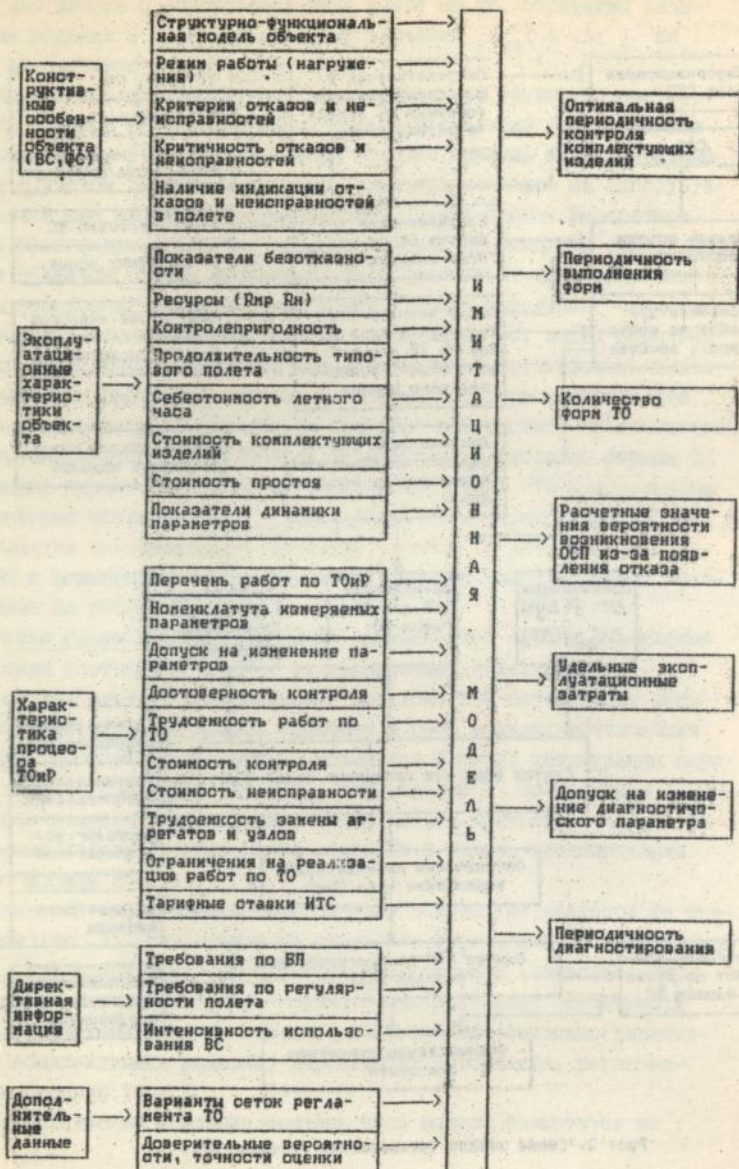 Структурно-функциональ-
ная модель объекта
Режим работы (нагруже-
ния)
Критерии отказов и не-
исправностей
Критичность отказов и
неисправностей
Наличие индикации от-
казов и неисправностей
в полете
Конст-
руктив-
ные
особен-
ности
объекта
(ВС,ФС)
Показатели безотказно-
сти
Ресурсы (Rмр Rн)
Контролепригодность
Продолжительность типо-
вого полета
Себестоимость летного
часа
Стоимость комплектующих
изделий
Стоимость простоя
Показатели динамики
параметров
Эксплу-
атаци-
онные
харак-
терис-
тики
объек-
та
Перечень работ по ТОиР
Номенклатута измеряемых
параметров
Допуск на изменение па-
раметров
Достоверность контроля
Трудоемкость работ по
ТО
Стоимость контроля
Стоимость неисправности
Трудоемкость замены аг-
регатов и узлов
Ограничения на реализа-
цию работ по ТО
Тарифные ставки ИТС
Харак-
терис-
тика
процес-
са
ТОиР
Требования по БП
Требования по регуляр-
ности полета
Интенсивность использо-
вания ВС
Дирек-
тивная
инфор-
мация
Варианты сеток регла-
мента ТО
Доверительные вероятно-
сти, точности оценки
Допол-
нитель-
ные
данные
ИМИТАЦИОННАЯ МОДЕЛЬ
Оптимальная
периодичность
контроля
комплектующих
изделий
Периодичность
выполнения
форм
Количество
форм ТО
Расчетные значе-
ния вероятности
возникновения
ОСП из-за появ-
ления отказа
Удельные эксп-
луатационные
затраты
Допуск на измене-
ние диагностиче-
ского параметра
Периодичность
диагностирования